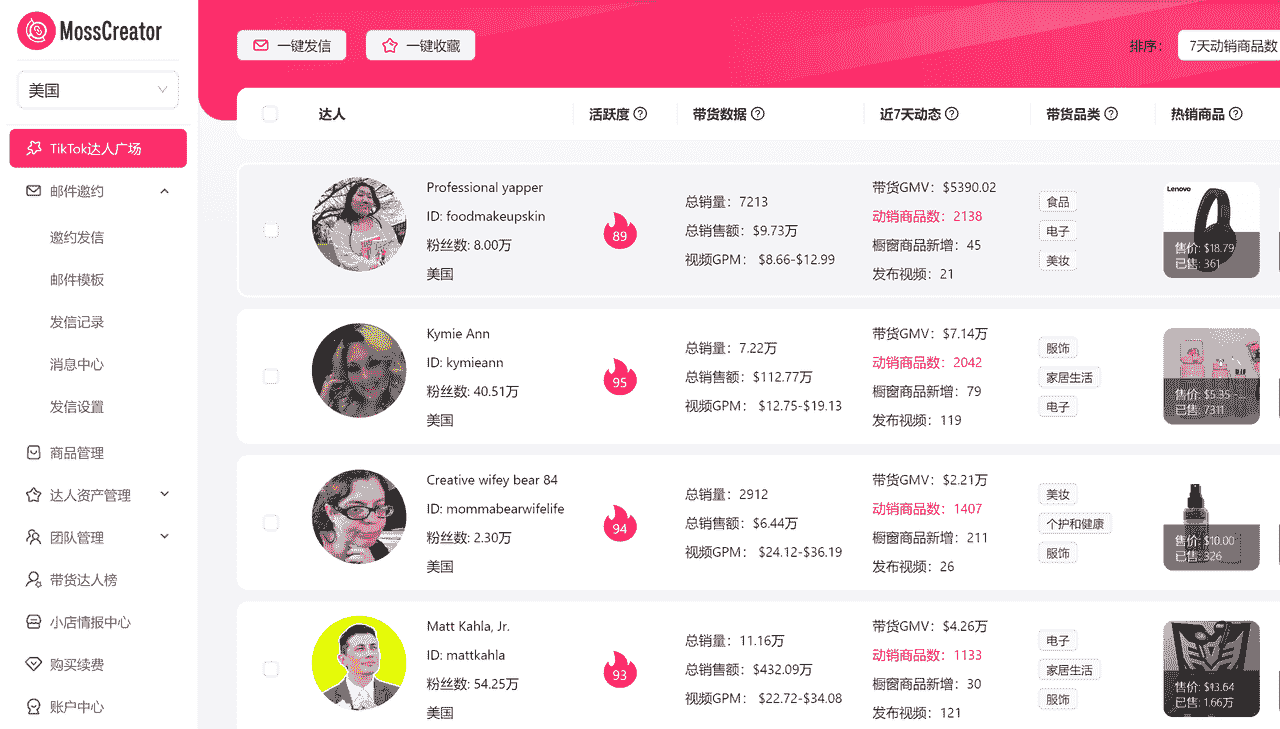 MossCreator
美国
TikTok达人广场
邮件邀约
邀约发信
邮件模板
发信记录
消息中心
发信设置
商品管理
达人资产管理
团队管理
带货达人榜
小店情报中心
购买续费
账户中心
一键发信
一键收藏
排序：
7天动销商品数
达人
活跃度
带货数据
近7天动态
带货品类
热销商品
Professional yapper
ID: foodmakeupskin
粉丝数: 8.00万
美国
89
总销量：7213
总销售额：$9.73万
视频GPM： $8.66-$12.99
带货GMV：$5390.02
动销商品数：2138
橱窗商品新增：45
发布视频：21
食品
电子
美妆
Lenovo
售价: $18.79
已售: 361
Kymie Ann
ID: kymieann
粉丝数: 40.51万
美国
95
总销量：7.22万
总销售额：$112.77万
视频GPM： $12.75-$19.13
带货GMV：$7.14万
动销商品数：2042
橱窗商品新增：79
发布视频：119
服饰
家居生活
电子
售价: $5.35 -...
已售: 7311
Creative wifey bear 84
ID: mommabearwifelife
粉丝数: 2.30万
美国
94
总销量：2912
总销售额：$6.44万
视频GPM： $24.12-$36.19
带货GMV：$2.21万
动销商品数：1407
橱窗商品新增：211
发布视频：26
美妆
个护和健康
服饰
售价: $10.00
已售: 326
Matt Kahla, Jr.
ID: mattkahla
粉丝数: 54.25万
美国
93
总销量：11.16万
总销售额：$432.09万
视频GPM： $22.72-$34.08
带货GMV：$4.26万
动销商品数：1133
橱窗商品新增：30
发布视频：121
电子
家居生活
服饰
售价: $13.64
已售: 1.66万